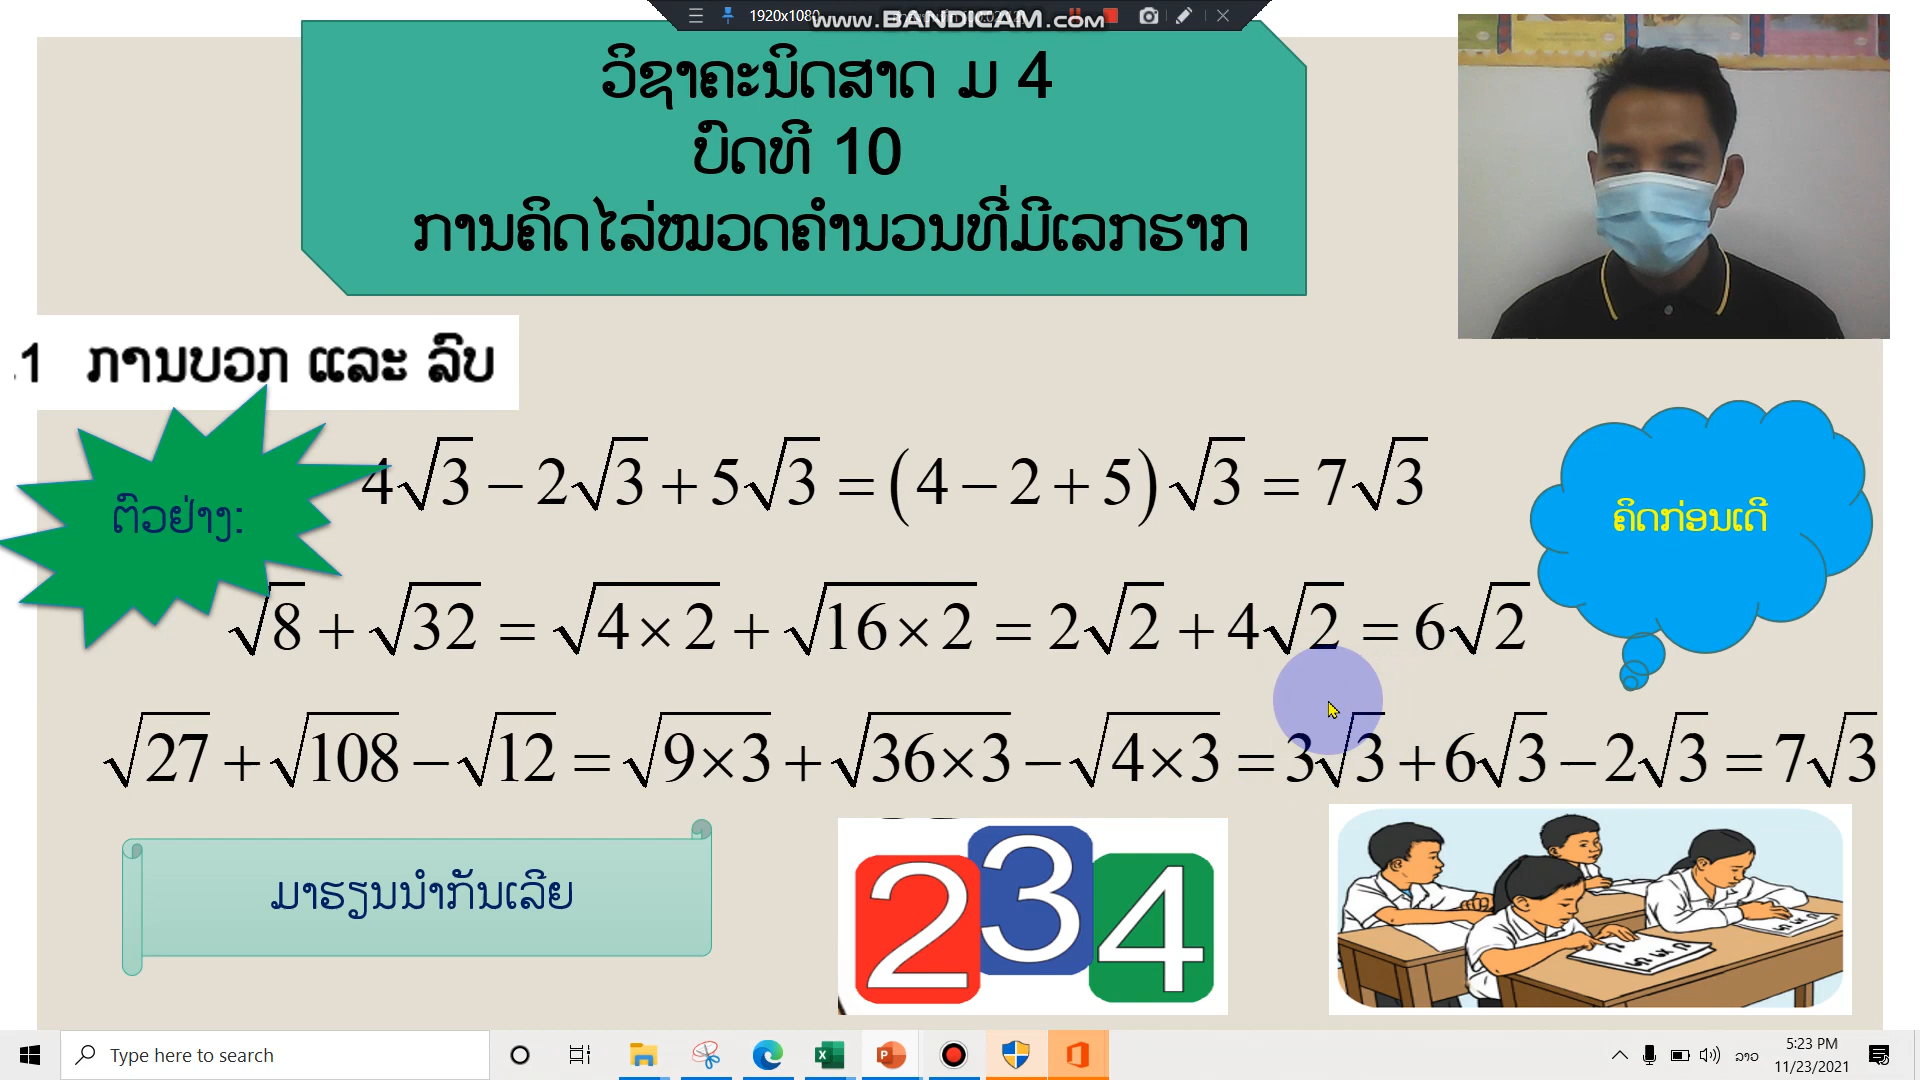 1920x1080
www.BANDICAM.com
ວິຊາຄະນິດສາດ ມ 4
ບົດທີ 10
ການຄິດໄລ່ໝວດຄຳນວນທີ່ມີເລກຮາກ
.1 ການບວກ ແລະ ລົບ
ຕົວຢ່າງ:
4√3 − 2√3 + 5√3 = (4 − 2 + 5)√3 = 7√3
ຄິດກ່ອນເດີ
√8 + √32 = √(4×2) + √(16×2) = 2√2 + 4√2 = 6√2
√27 + √108 − √12 = √(9×3) + √(36×3) − √(4×3) = 3√3 + 6√3 − 2√3 = 7√3
ມາຮຽນນຳກັນເລີຍ
2 3 4
Type here to search
ລາວ
5:23 PM
11/23/2021